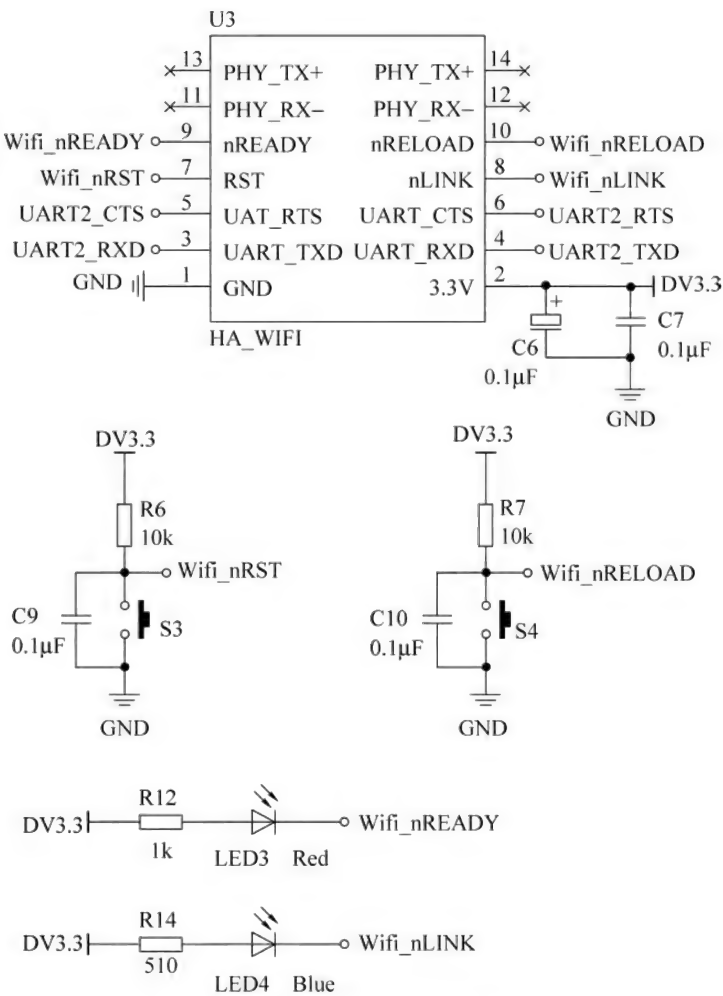 U3
13 PHY_TX+ PHY_TX+ 14
11 PHY_RX− PHY_RX− 12
Wifi_nREADY 9 nREADY nRELOAD 10 Wifi_nRELOAD
Wifi_nRST 7 RST nLINK 8 Wifi_nLINK
UART2_CTS 5 UAT_RTS UART_CTS 6 UART2_RTS
UART2_RXD 3 UART_TXD UART_RXD 4 UART2_TXD
GND 1 GND 3.3V 2 DV3.3
HA_WIFI
+
C6
0.1μF
C7
0.1μF
GND
DV3.3
R6
10k
Wifi_nRST
C9
0.1μF
S3
GND
DV3.3
R7
10k
Wifi_nRELOAD
C10
0.1μF
S4
GND
R12
DV3.3 Wifi_nREADY
1k LED3 Red
R14
DV3.3 Wifi_nLINK
510
LED4 Blue